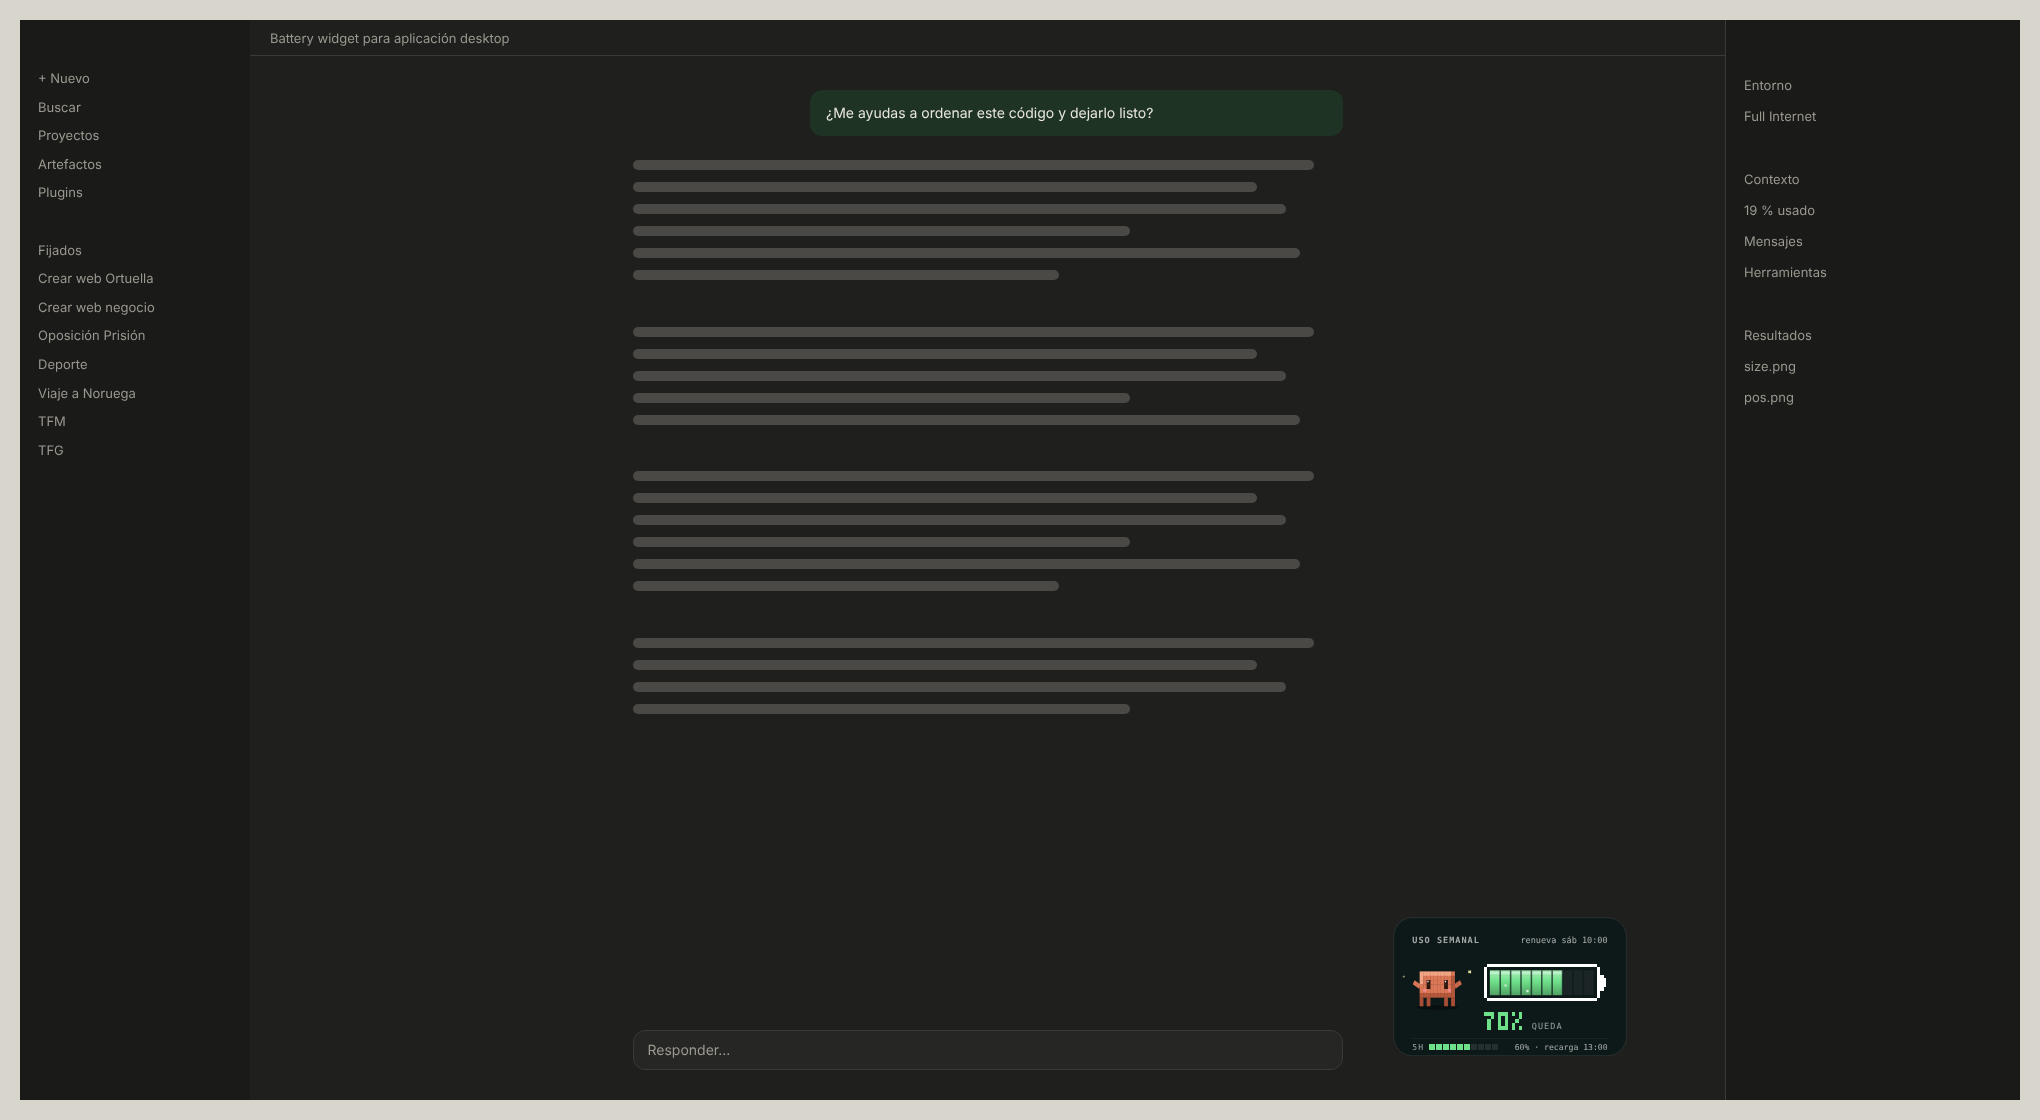 Battery widget para aplicación desktop
+ Nuevo
Buscar
Proyectos
Artefactos
Plugins
Fijados
Crear web Ortuella
Crear web negocio
Oposición Prisión
Deporte
Viaje a Noruega
TFM
TFG
¿Me ayudas a ordenar este código y dejarlo listo?
Responder...
USO SEMANAL renueva sáb 10:00
70% QUEDA
5H 60% · recarga 13:00
Entorno
Full Internet
Contexto
19 % usado
Mensajes
Herramientas
Resultados
size.png
pos.png